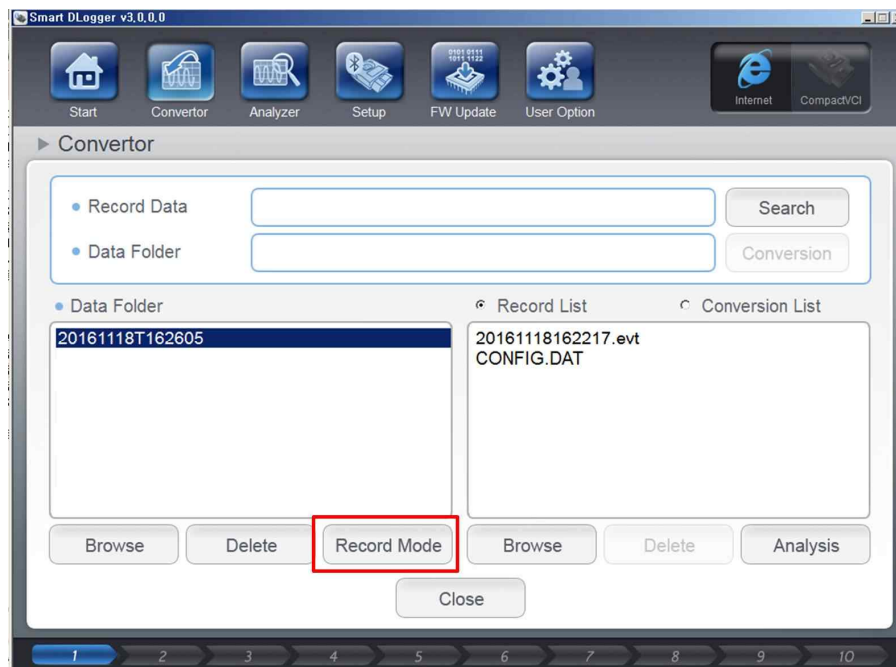 Smart DLogger v3,0,0,0
0101 0111
1011 1122
Start Convertor Analyzer Setup FW Update User Option Internet CompactVCI
Convertor
Record Data Search
Data Folder Conversion
Data Folder Record List Conversion List
20161118T162605 20161118162217.evt
CONFIG.DAT
Browse Delete Record Mode Browse Delete Analysis
Close
1 2 3 4 5 6 7 8 9 10